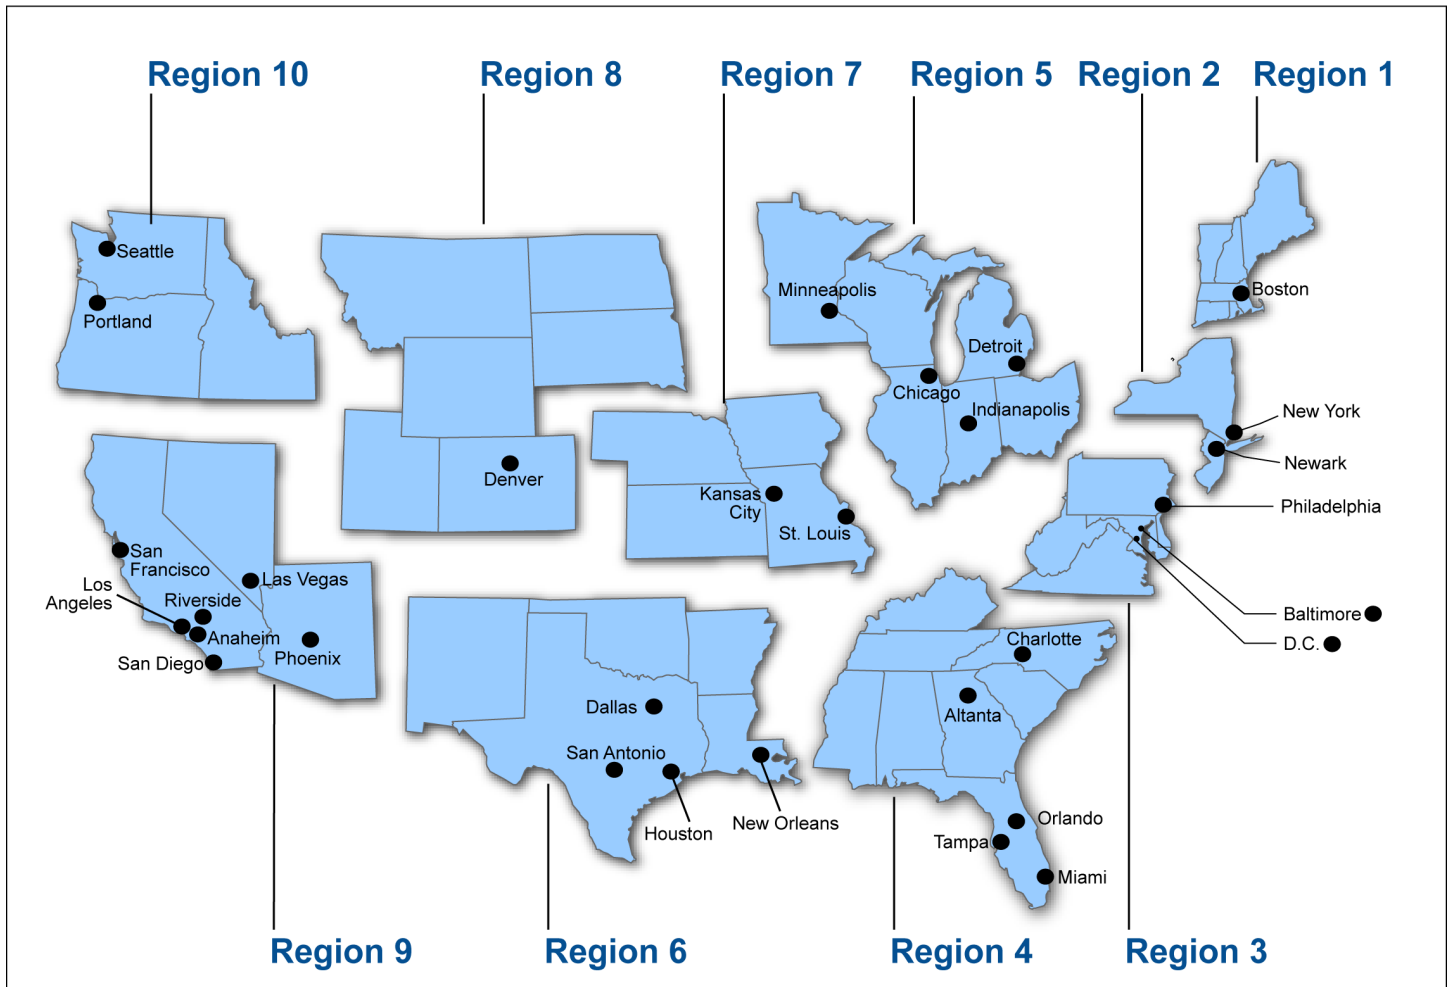 Region 10
Region 8
Region 7
Region 5
Region 2
Region 1
Seattle
Portland
Minneapolis
Detroit
Chicago
Indianapolis
Boston
New York
Newark
Denver
Kansas
City
St. Louis
Philadelphia
San
Francisco
Las Vegas
Los
Angeles
Riverside
Anaheim
San Diego
Phoenix
Baltimore
D.C.
Charlotte
Altanta
Dallas
San Antonio
Houston
New Orleans
Orlando
Tampa
Miami
Region 9
Region 6
Region 4
Region 3